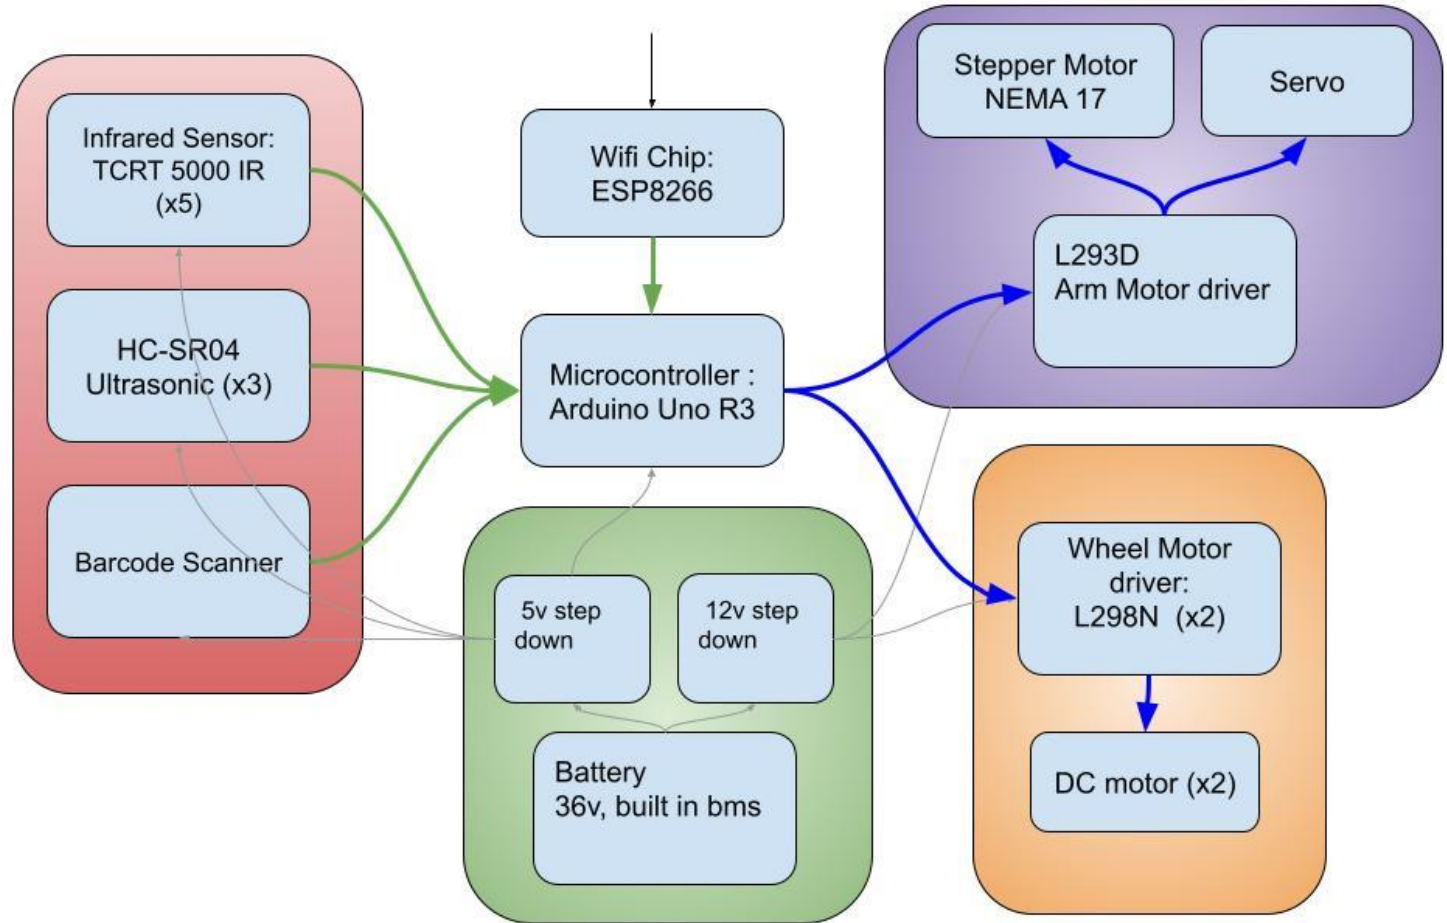 Infrared Sensor:
TCRT 5000 IR
(x5)
HC-SR04
Ultrasonic (x3)
Barcode Scanner
Wifi Chip:
ESP8266
Microcontroller :
Arduino Uno R3
5v step
down
12v step
down
Battery
36v, built in bms
Stepper Motor
NEMA 17
Servo
L293D
Arm Motor driver
Wheel Motor
driver:
L298N (x2)
DC motor (x2)